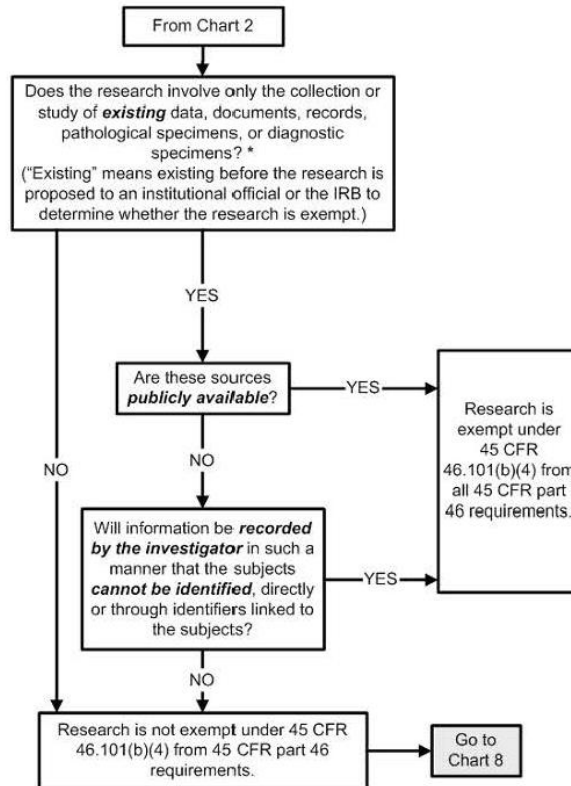 From Chart 2
Does the research involve only the collection or
study of existing data, documents, records,
pathological specimens, or diagnostic
specimens? *
("Existing" means existing before the research is
proposed to an institutional official or the IRB to
determine whether the research is exempt.)
YES
Are these sources
publicly available?
YES
Research is
exempt under
45 CFR
46.101(b)(4) from
all 45 CFR part
46 requirements.
NO
NO
Will information be recorded
by the investigator in such a
manner that the subjects
cannot be identified, directly
or through identifiers linked to
the subjects?
YES
NO
Research is not exempt under 45 CFR
46.101(b)(4) from 45 CFR part 46
requirements.
Go to
Chart 8